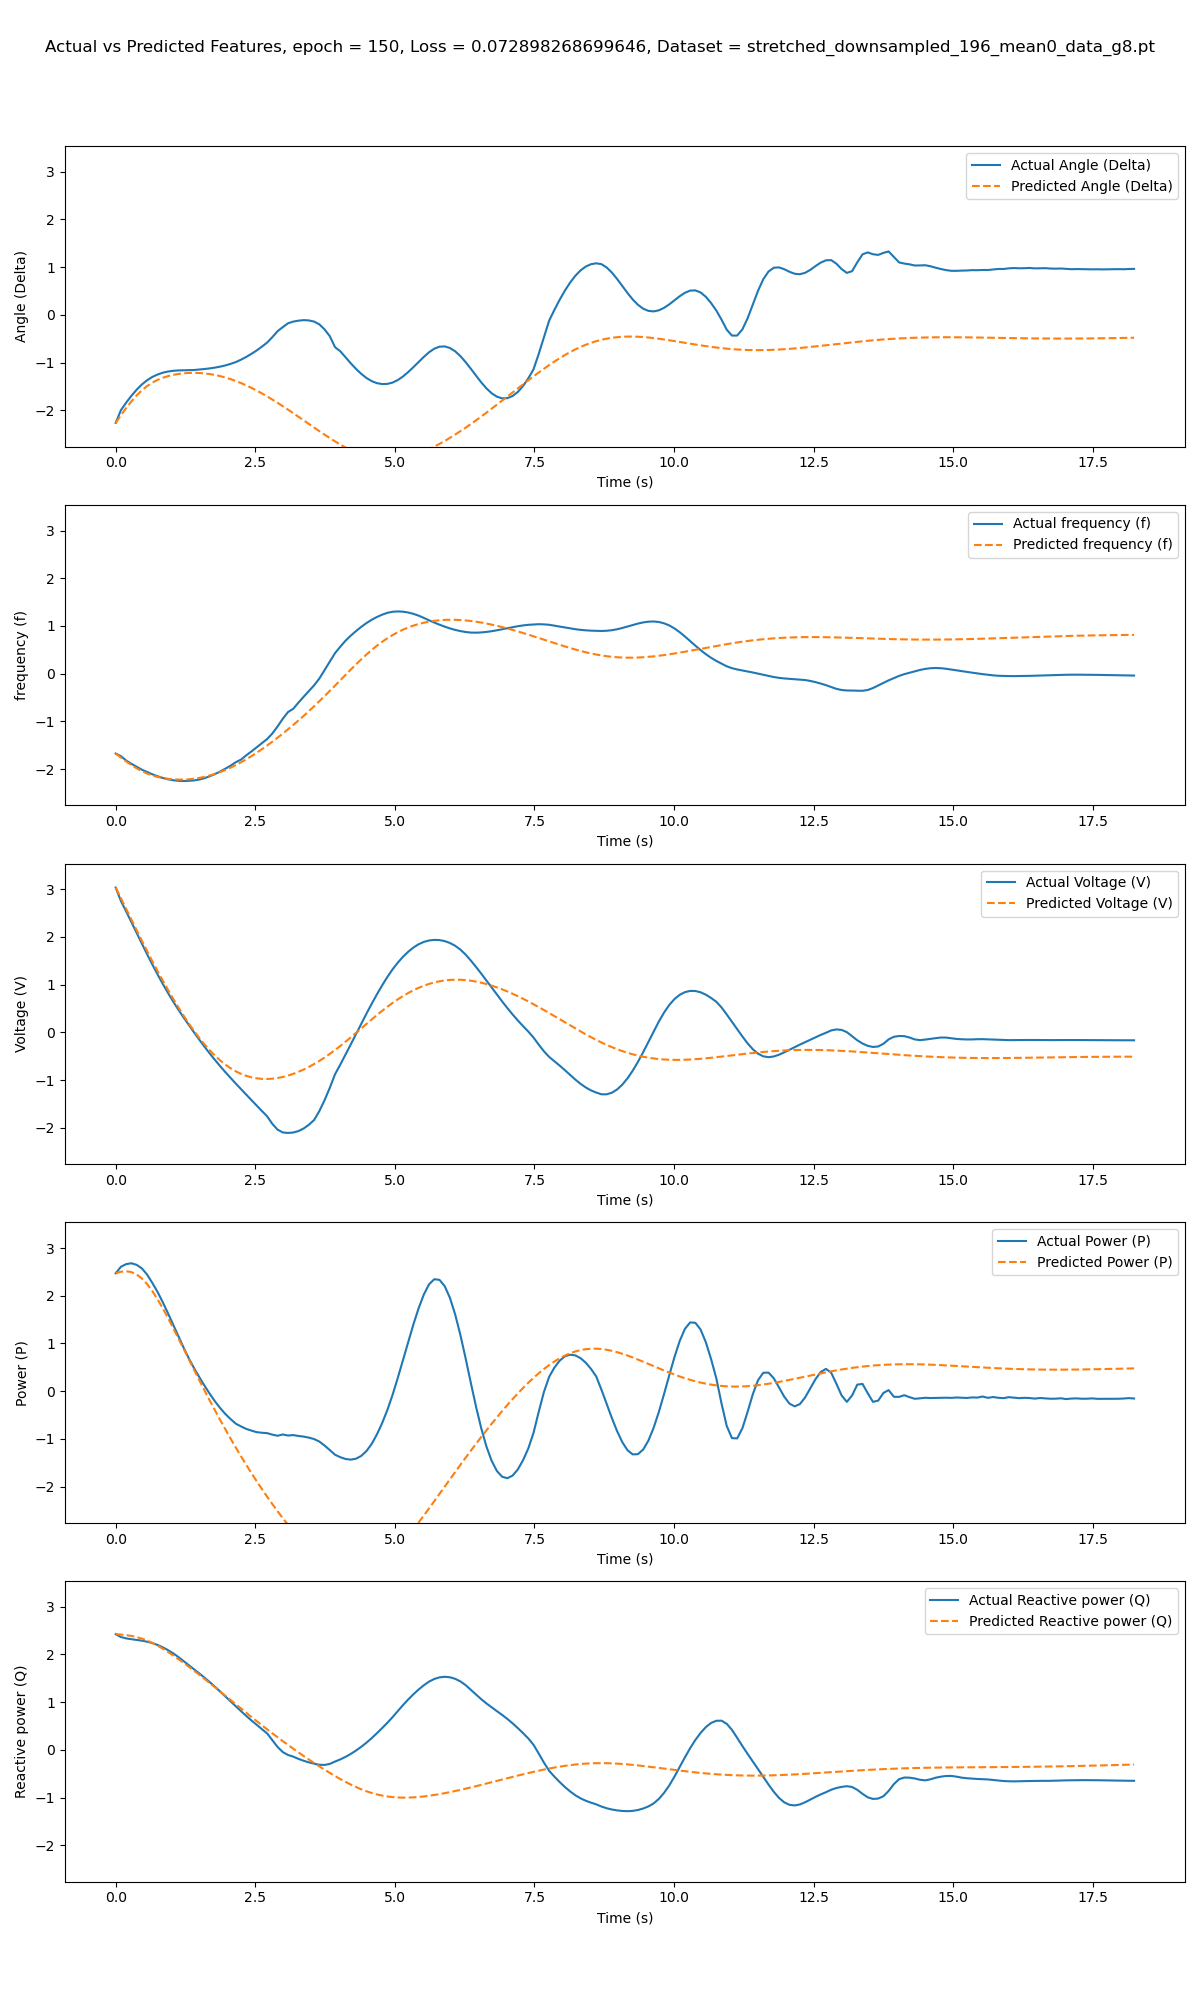 Actual vs Predicted Features, epoch = 150, Loss = 0.072898268699646, Dataset = stretched_downsampled_196_mean0_data_g8.pt
Actual Angle (Delta)
Predicted Angle (Delta)
Angle (Delta)
3
2
1
0
−1
−2
0.0 2.5 5.0 7.5 10.0 12.5 15.0 17.5
Time (s)
Actual frequency (f)
Predicted frequency (f)
frequency (f)
3
2
1
0
−1
−2
0.0 2.5 5.0 7.5 10.0 12.5 15.0 17.5
Time (s)
Actual Voltage (V)
Predicted Voltage (V)
Voltage (V)
3
2
1
0
−1
−2
0.0 2.5 5.0 7.5 10.0 12.5 15.0 17.5
Time (s)
Actual Power (P)
Predicted Power (P)
Power (P)
3
2
1
0
−1
−2
0.0 2.5 5.0 7.5 10.0 12.5 15.0 17.5
Time (s)
Actual Reactive power (Q)
Predicted Reactive power (Q)
Reactive power (Q)
3
2
1
0
−1
−2
0.0 2.5 5.0 7.5 10.0 12.5 15.0 17.5
Time (s)